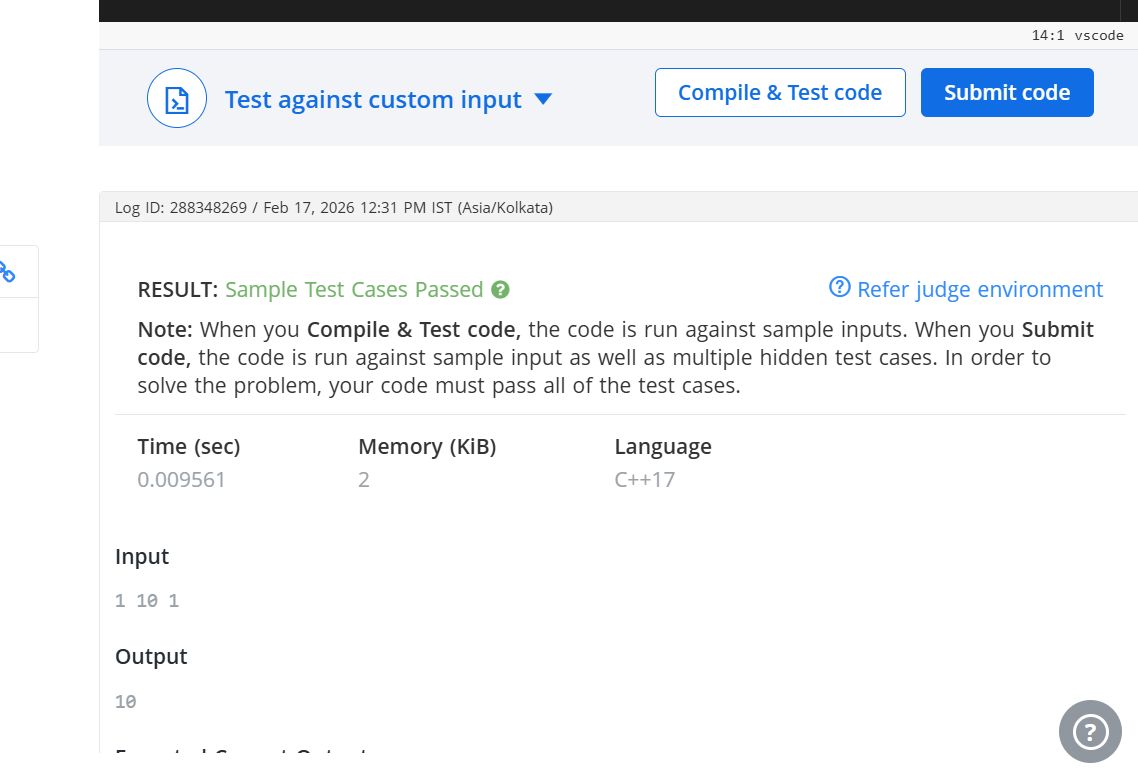 14:1 vscode
Test against custom input
Compile & Test code
Submit code
Log ID: 288348269 / Feb 17, 2026 12:31 PM IST (Asia/Kolkata)
RESULT: Sample Test Cases Passed ?
? Refer judge environment
Note: When you Compile & Test code, the code is run against sample inputs. When you Submit
code, the code is run against sample input as well as multiple hidden test cases. In order to
solve the problem, your code must pass all of the test cases.
Time (sec) Memory (KiB) Language
0.009561 2 C++17
Input
1 10 1
Output
10
?